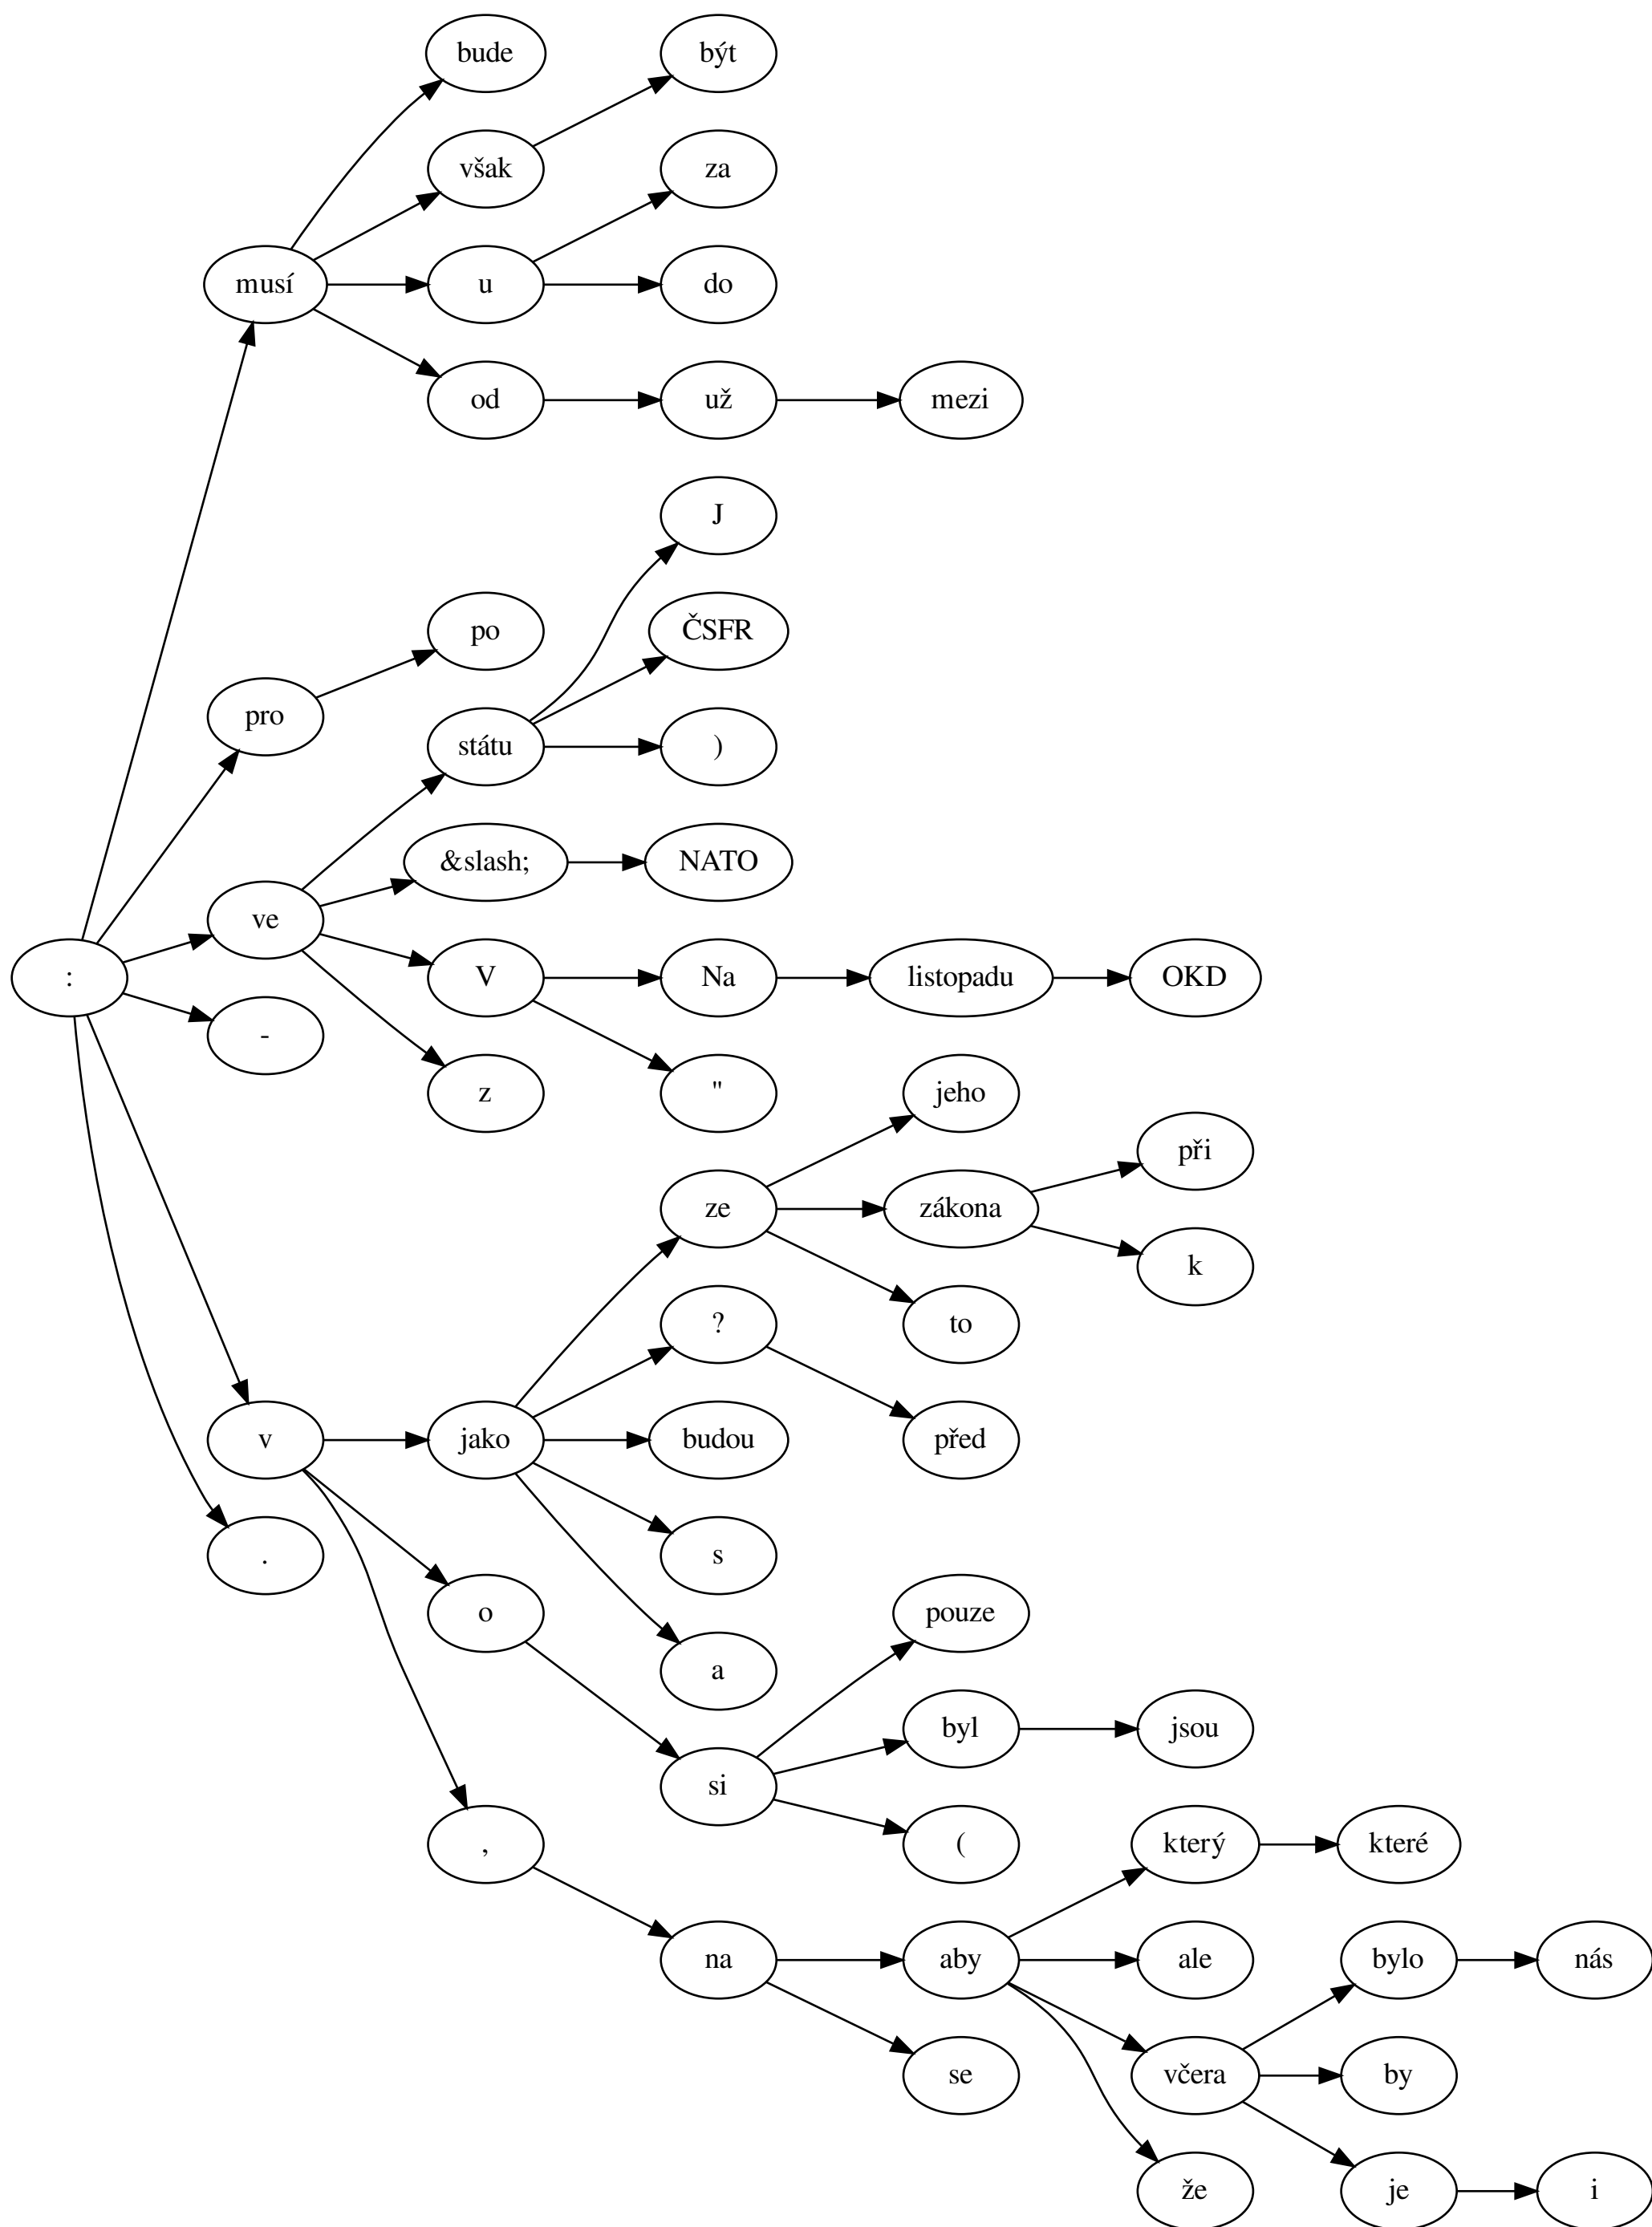 bude
být
však
za
musí
u
do
od
už
mezi
J
po
ČSFR
pro
státu
)
&slash;
NATO
ve
:
V
Na
listopadu
OKD
-
z
"
jeho
při
ze
zákona
k
?
to
v
jako
budou
před
.
s
o
pouze
a
byl
jsou
si
,
(
který
které
na
aby
ale
bylo
nás
se
včera
by
že
je
i